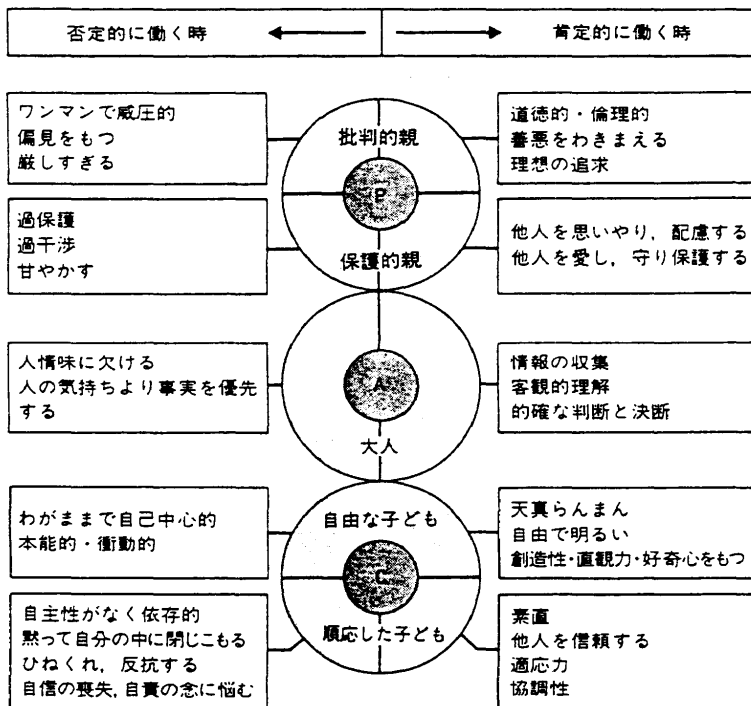 否定的に働く時
肯定的に働く時
ワンマンで威圧的
偏見をもつ
厳しすぎる
批判的親
道徳的・倫理的
善悪をわきまえる
理想の追求
P
過保護
過干渉
甘やかす
保護的親
他人を思いやり，配慮する
他人を愛し，守り保護する
人情味に欠ける
人の気持ちより事実を優先
する
A
大人
情報の収集
客観的理解
的確な判断と決断
わがままで自己中心的
本能的・衝動的
自由な子ども
天真らんまん
自由で明るい
創造性・直観力・好奇心をもつ
C
自主性がなく依存的
黙って自分の中に閉じこもる
ひねくれ，反抗する
自信の喪失，自責の念に悩む
順応した子ども
素直
他人を信頼する
適応力
協調性